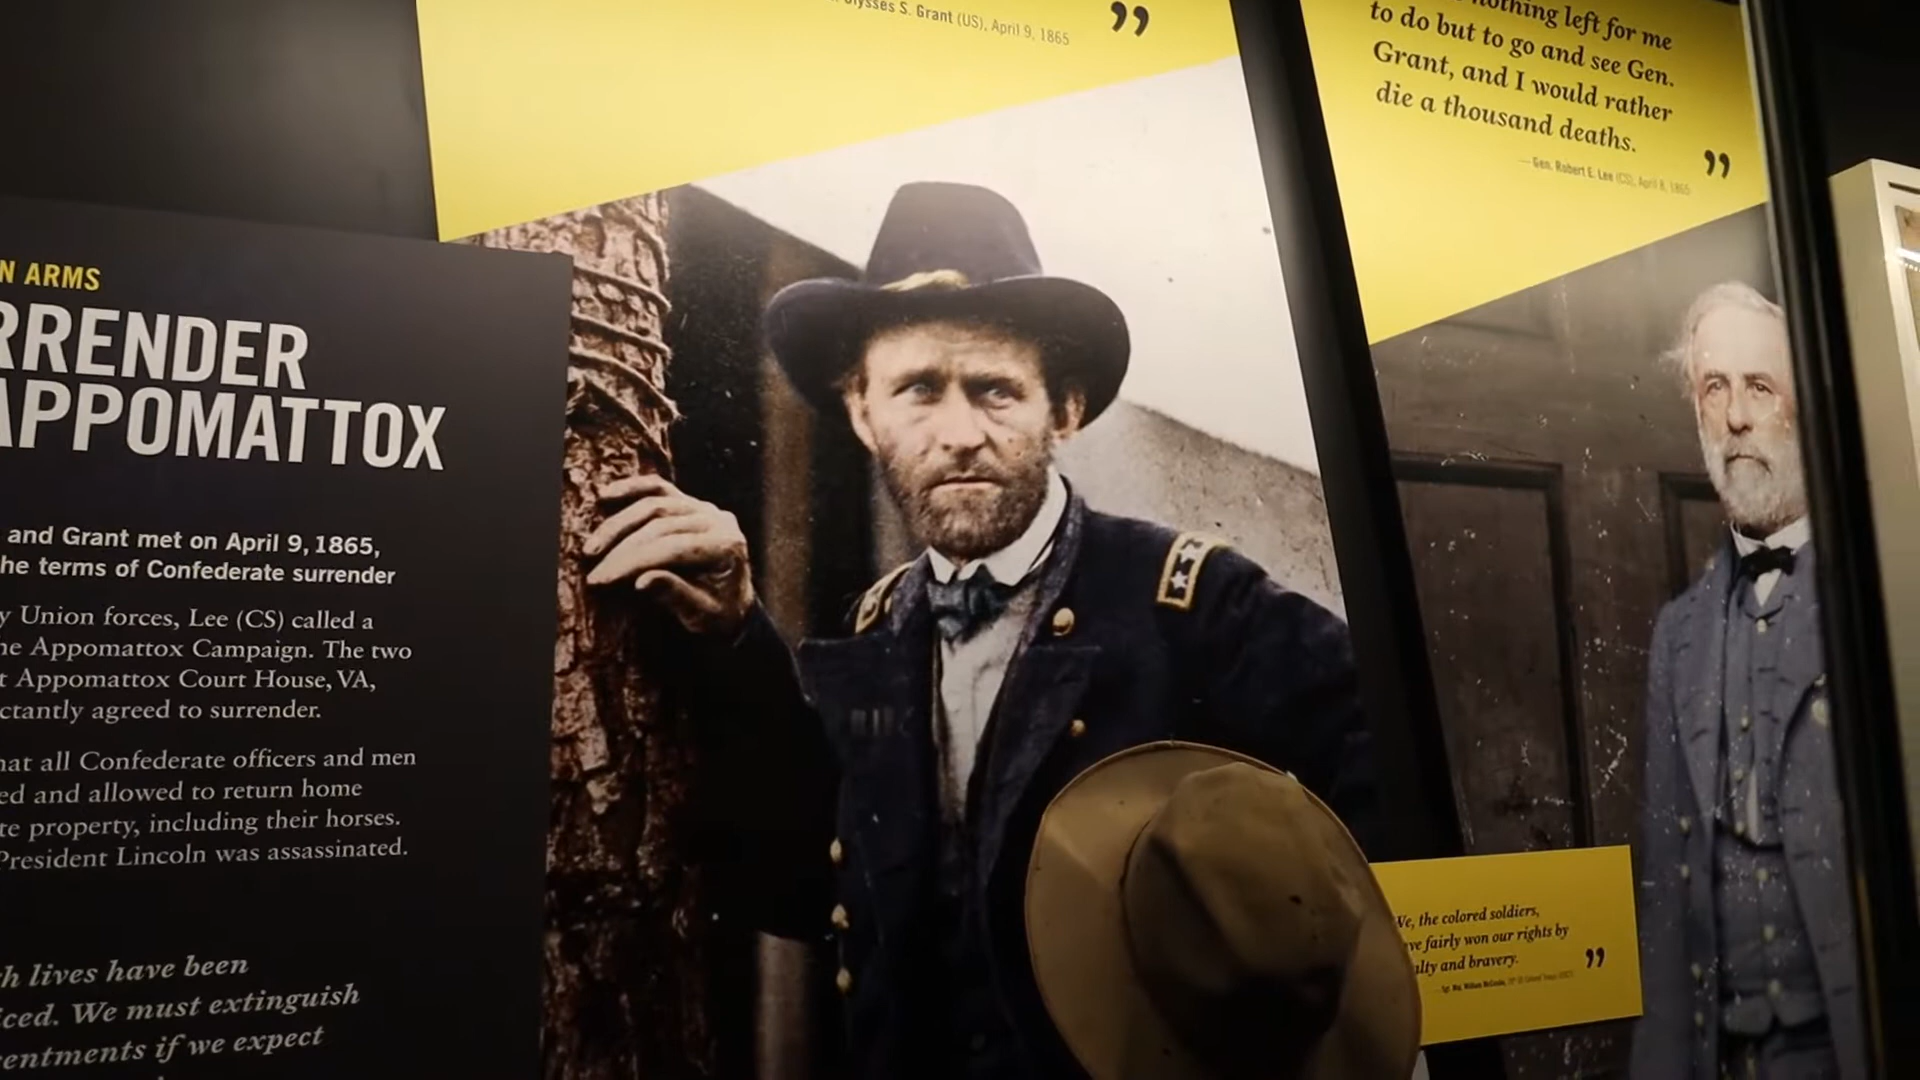 Ulysses S. Grant (US), April 9, 1865
”
nothing left for me
to do but to go and see Gen.
Grant, and I would rather
die a thousand deaths.
”
—Gen. Robert E. Lee (CS), April 8, 1865
N ARMS
RRENDER
APPOMATTOX
and Grant met on April 9, 1865,
he terms of Confederate surrender
y Union forces, Lee (CS) called a
he Appomattox Campaign. The two
t Appomattox Court House, VA,
ctantly agreed to surrender.
hat all Confederate officers and men
ed and allowed to return home
te property, including their horses.
President Lincoln was assassinated.
h lives have been
iced. We must extinguish
entments if we expect
We, the colored soldiers,
ve fairly won our rights by
alty and bravery.
”
—Sgt. Maj. William McCeslin,